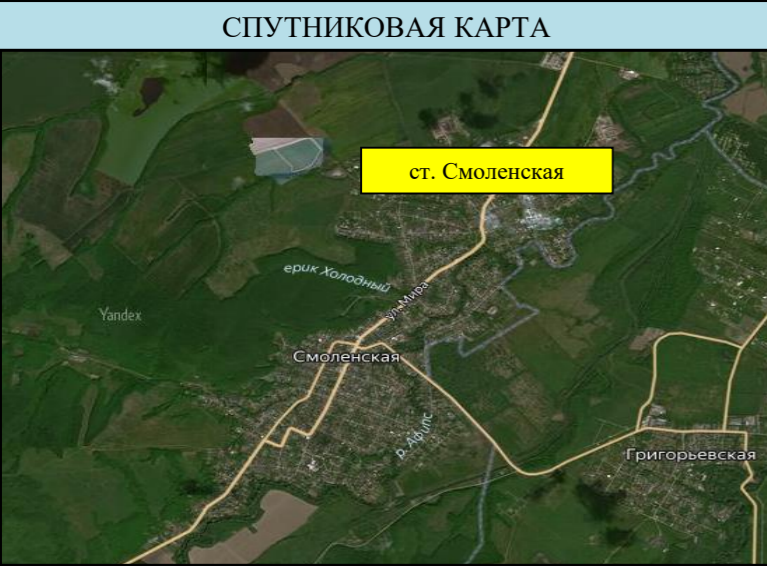 СПУТНИКОВАЯ КАРТА
ст. Смоленская
ерик Холодный
ул. Мира
Yandex
Смоленская
р. Афипс
Григорьевская